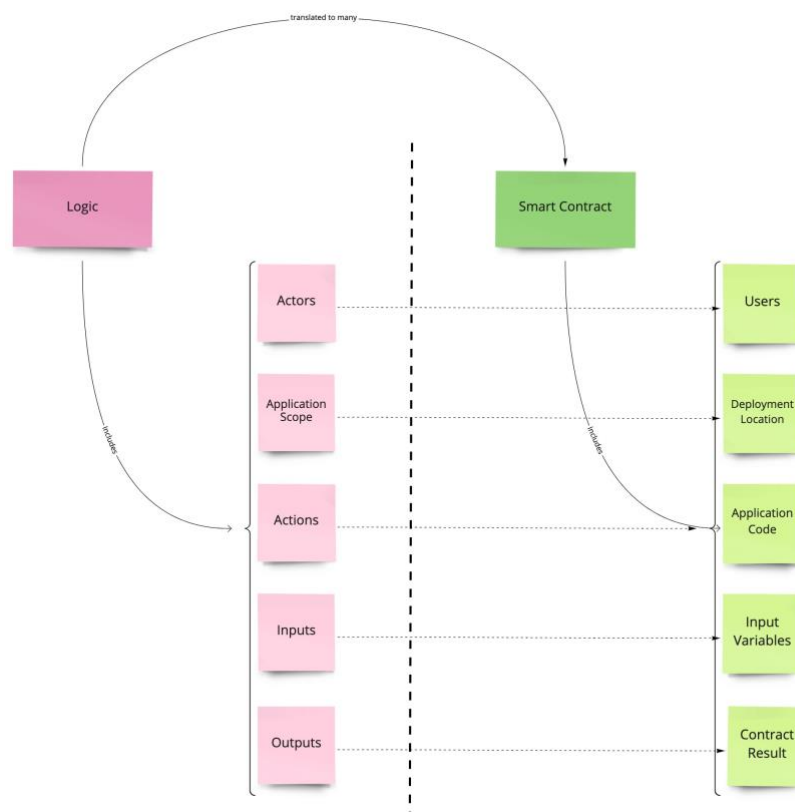 translated to many
Logic
Smart Contract
Actors
Users
Application
Scope
Deployment
Location
includes
includes
Actions
Application
Code
Inputs
Input
Variables
Outputs
Contract
Result